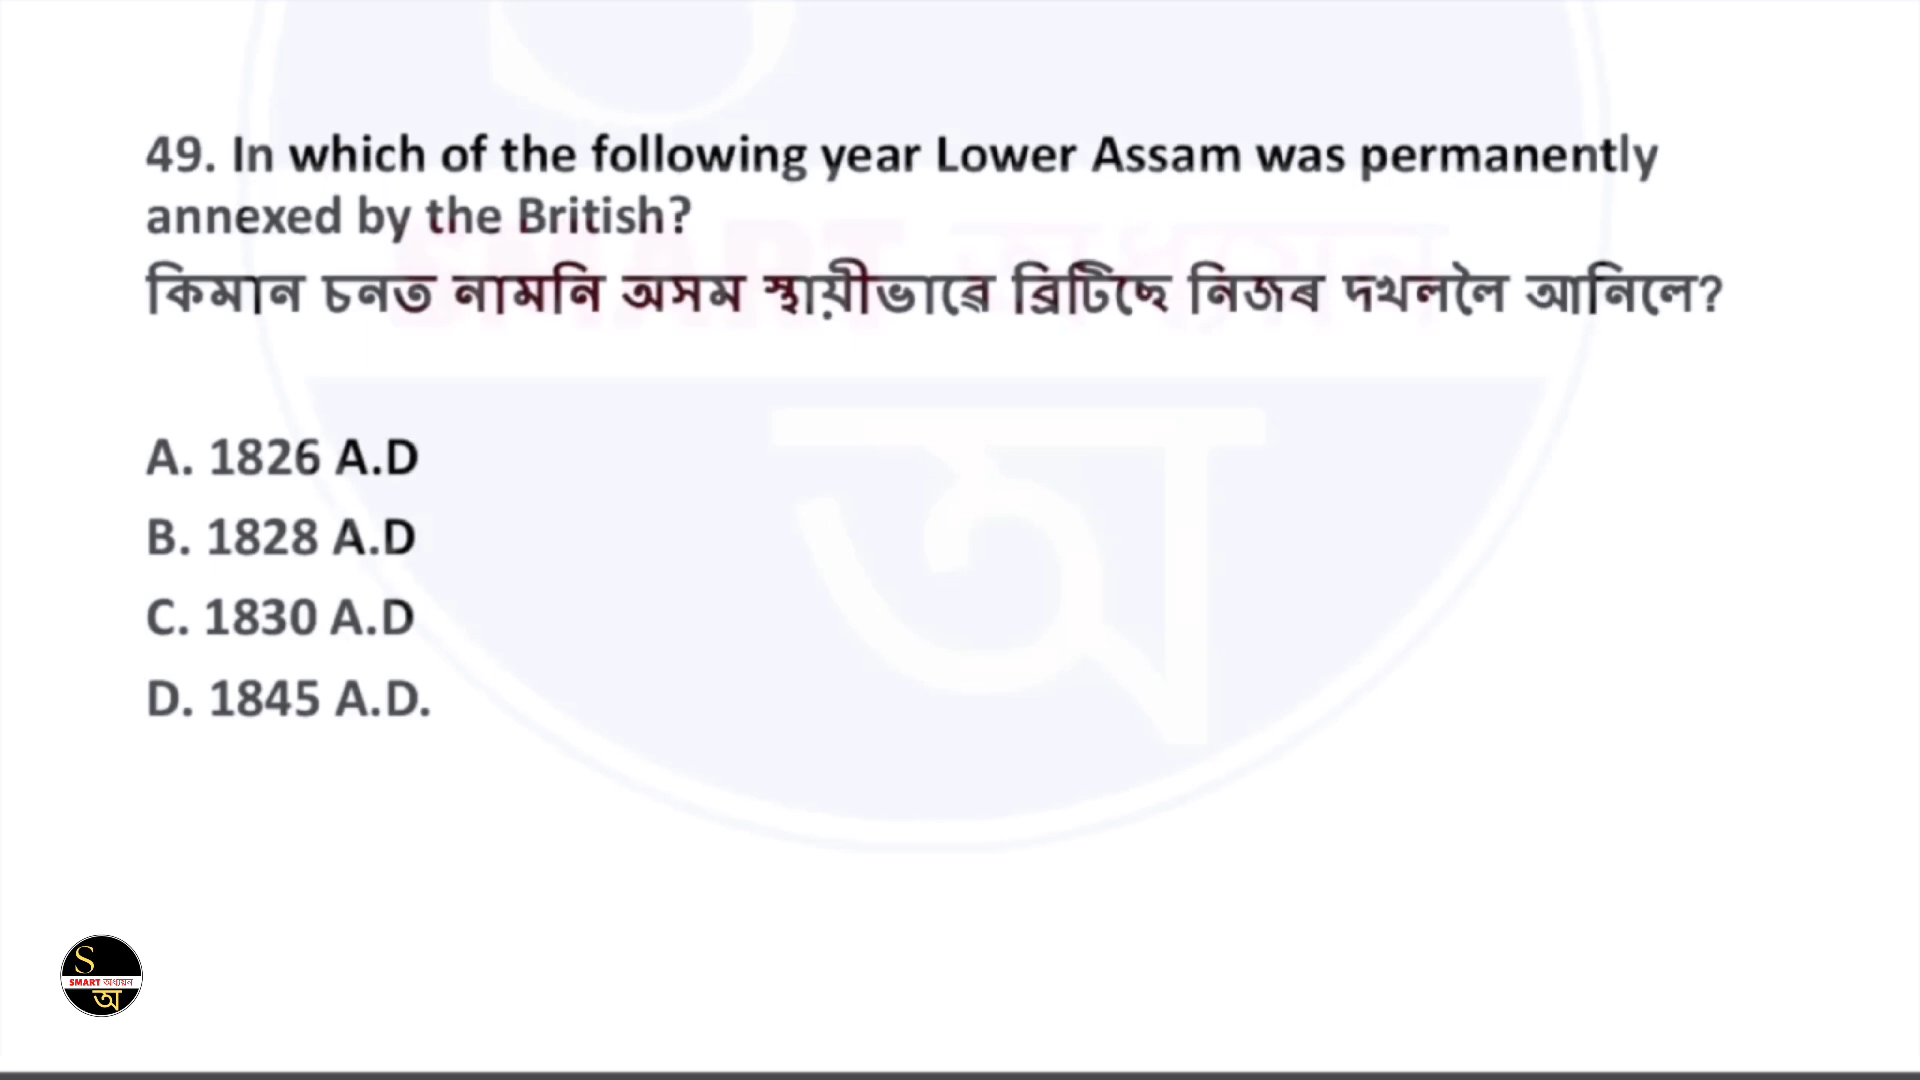 49. In which of the following year Lower Assam was permanently
annexed by the British?
কিমান চনত নামনি অসম স্থায়ীভাৱে ব্ৰিটিছে নিজৰ দখললৈ আনিলে?
A. 1826 A.D
B. 1828 A.D
C. 1830 A.D
D. 1845 A.D.
S
SMART অধ্যয়ন
অ